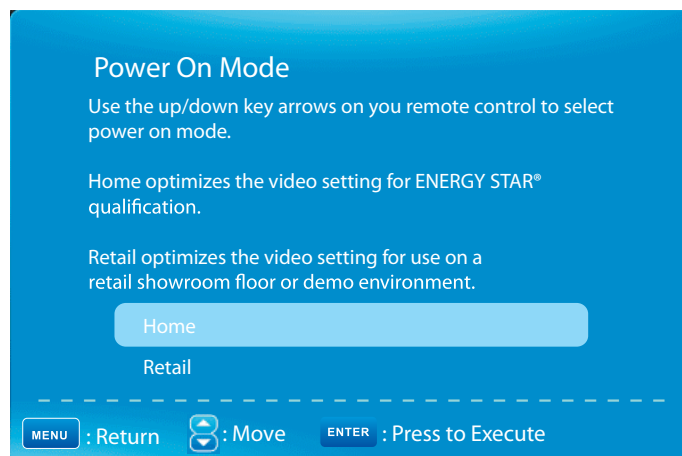 Power On Mode
Use the up/down key arrows on you remote control to select
power on mode.
Home optimizes the video setting for ENERGY STAR®
qualification.
Retail optimizes the video setting for use on a
retail showroom floor or demo environment.
Home
Retail
MENU : Return : Move ENTER : Press to Execute